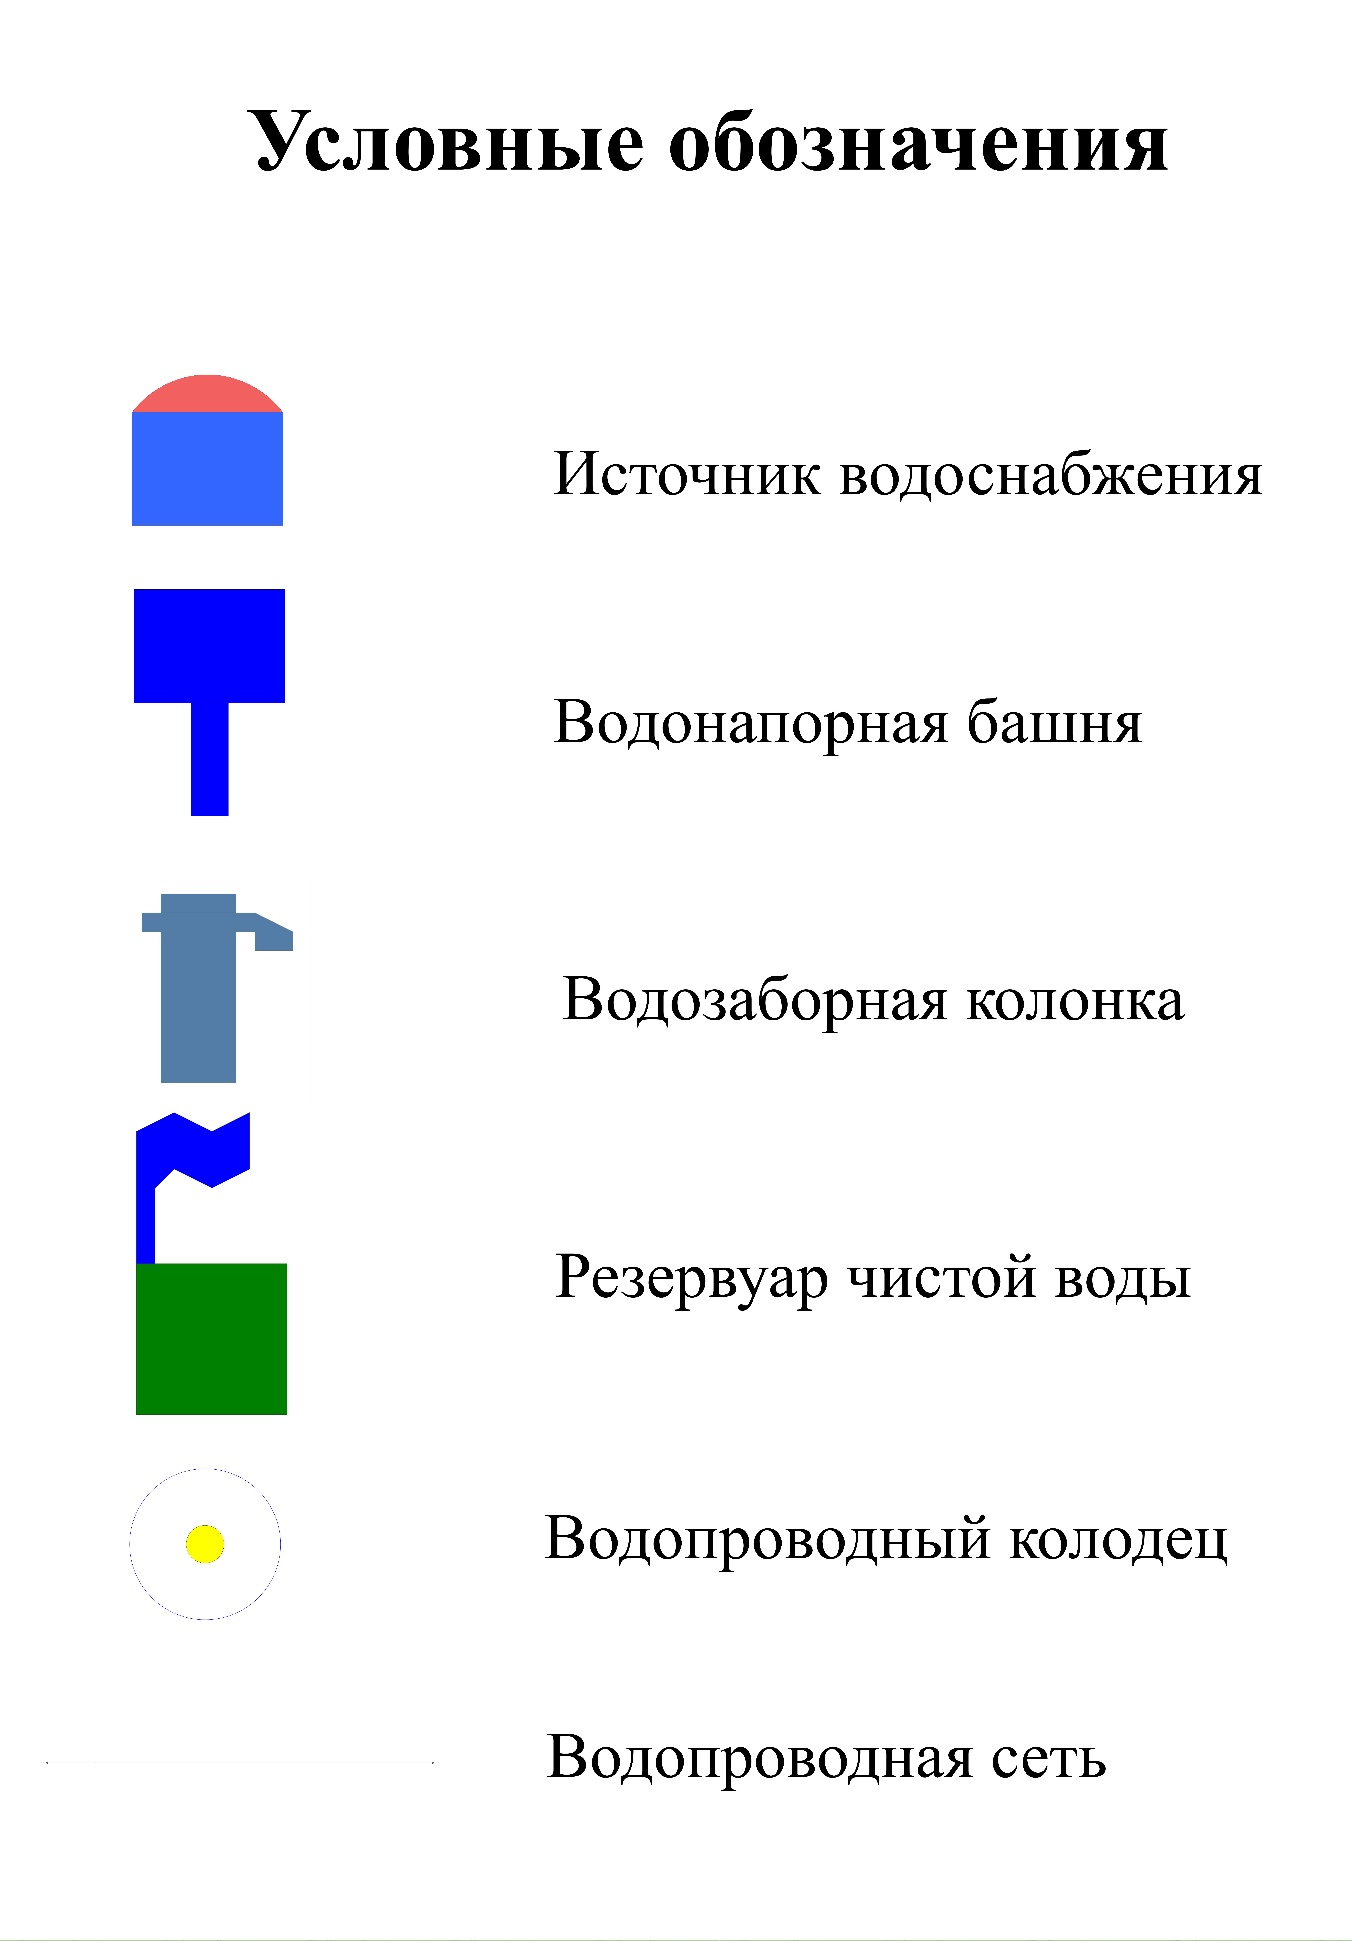 Условные обозначения
Источник водоснабжения
Водонапорная башня
Водозаборная колонка
Резервуар чистой воды
Водопроводный колодец
Водопроводная сеть